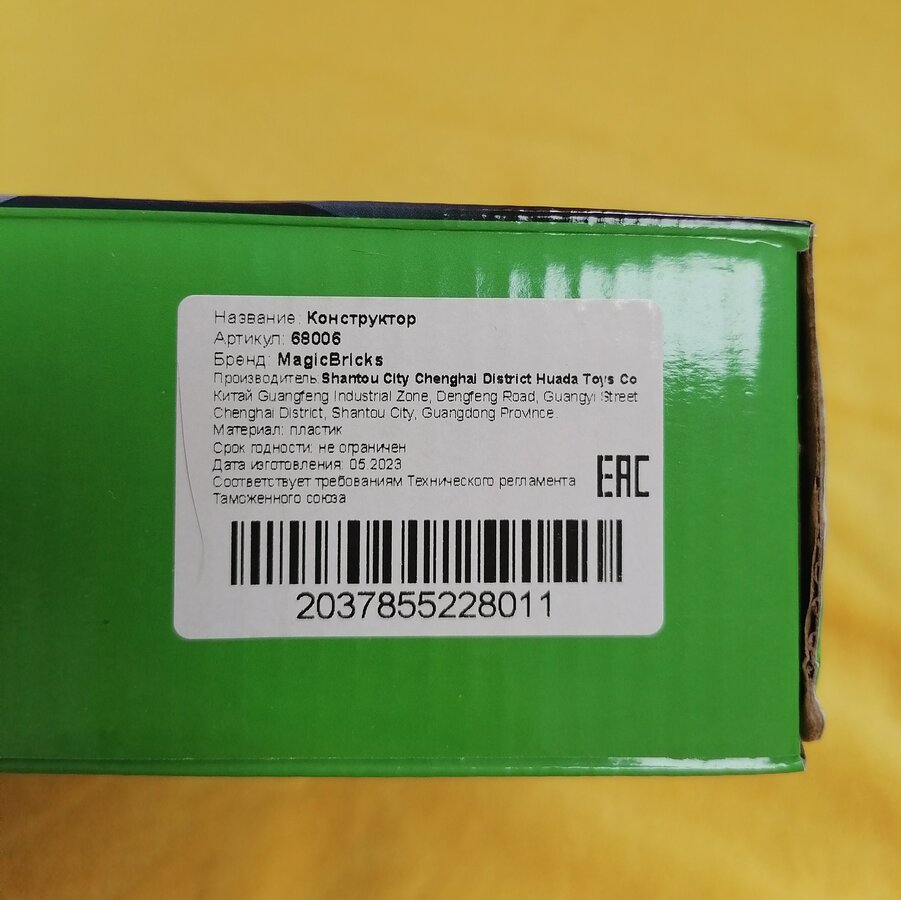 Название: Конструктор
Артикул: 68006
Бренд: MagicBricks
Производитель:Shantou City Chenghai District Huada Toys Co
Китай Guangfeng Industrial Zone, Dengfeng Road, Guangyi Street
Chenghai District, Shantou City, Guangdong Province.
Материал: пластик
Срок годности: не ограничен
Дата изготовления: 05.2023
Соответствует требованиям Технического регламента
Таможенного союза
EAC
2037855228011